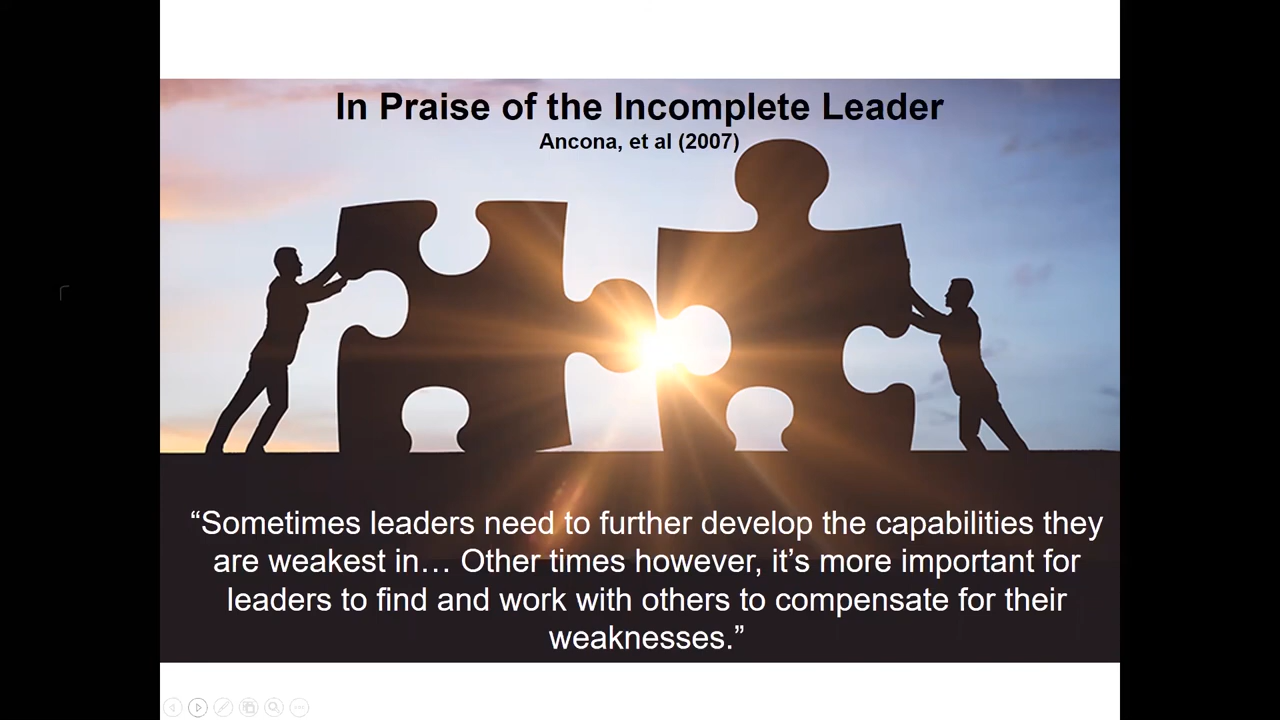 In Praise of the Incomplete Leader
Ancona, et al (2007)
“Sometimes leaders need to further develop the capabilities they
are weakest in… Other times however, it’s more important for
leaders to find and work with others to compensate for their
weaknesses.”